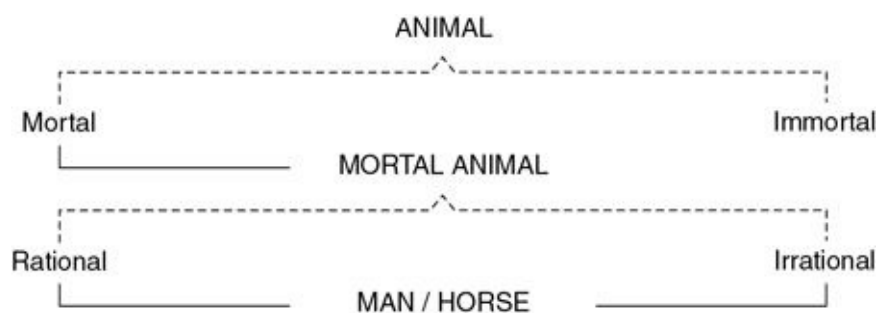 ANIMAL
Mortal Immortal
MORTAL ANIMAL
Rational Irrational
MAN / HORSE